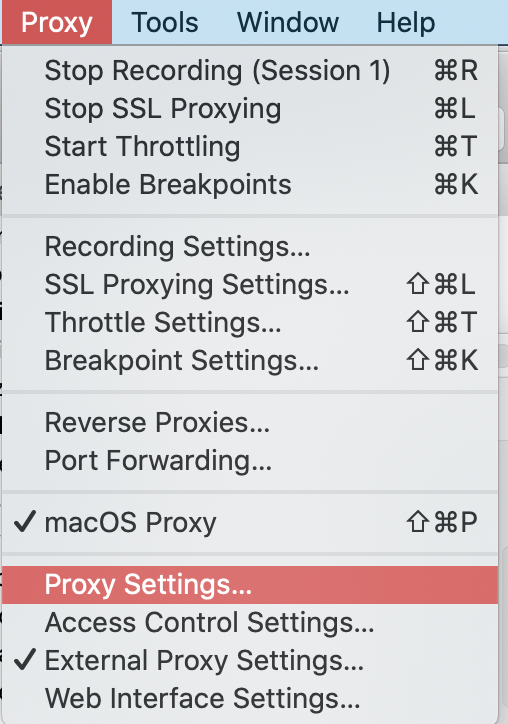 Proxy Tools Window Help
Stop Recording (Session 1) ⌘R
Stop SSL Proxying ⌘L
Start Throttling ⌘T
Enable Breakpoints ⌘K
Recording Settings...
SSL Proxying Settings... ⇧⌘L
Throttle Settings... ⇧⌘T
Breakpoint Settings... ⇧⌘K
Reverse Proxies...
Port Forwarding...
✓ macOS Proxy ⇧⌘P
Proxy Settings...
Access Control Settings...
✓ External Proxy Settings...
Web Interface Settings...